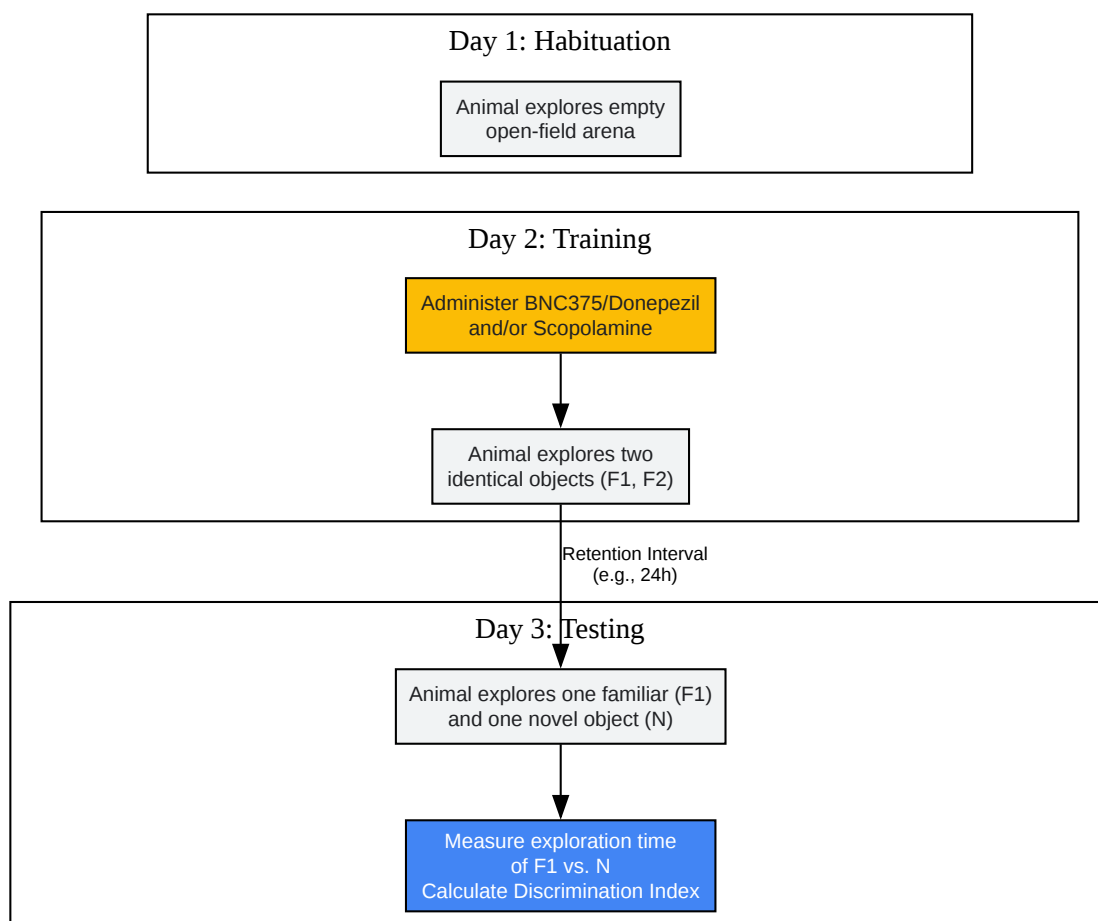 Day 1: Habituation
Animal explores empty
open-field arena
Day 2: Training
Administer BNC375/Donepezil
and/or Scopolamine
Animal explores two
identical objects (F1, F2)
Retention Interval
(e.g., 24h)
Day 3: Testing
Animal explores one familiar (F1)
and one novel object (N)
Measure exploration time
of F1 vs. N
Calculate Discrimination Index